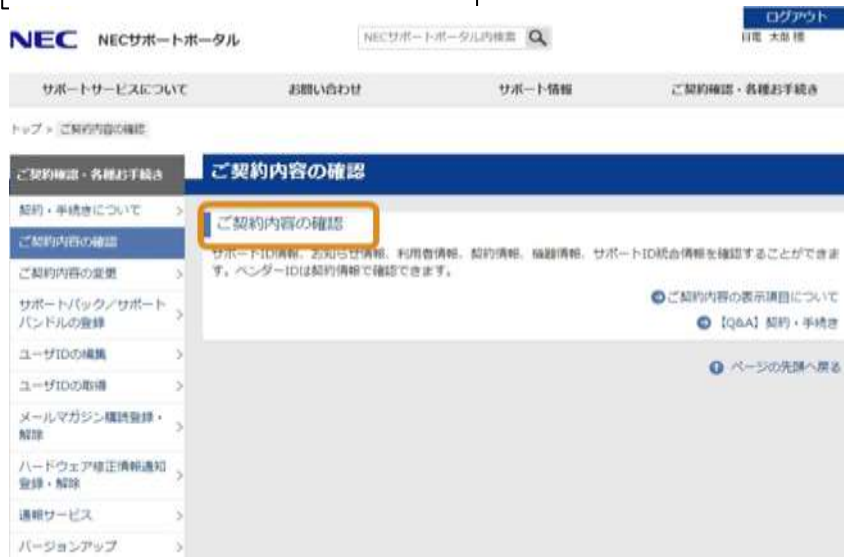 ログアウト
NEC NECサポートポータル
NECサポートポータル内検索
日電 太郎 様
サポートサービスについて お問い合わせ サポート情報 ご契約確認・各種お手続き
トップ > ご契約内容の確認
ご契約確認・各種お手続き
ご契約内容の確認
契約・手続きについて
ご契約内容の確認
ご契約内容の確認
サポートID情報、お知らせ情報、利用者情報、契約情報、機器情報、サポートID統合情報を確認することができま
す。ベンダーIDは契約情報で確認できます。
ご契約内容の変更
ご契約内容の表示項目について
サポートパック/サポート
バンドルの登録
【Q&A】契約・手続き
ユーザIDの編集
ページの先頭へ戻る
ユーザIDの取得
メールマガジン購読登録・
解除
ハードウェア修正情報通知
登録・解除
通報サービス
バージョンアップ